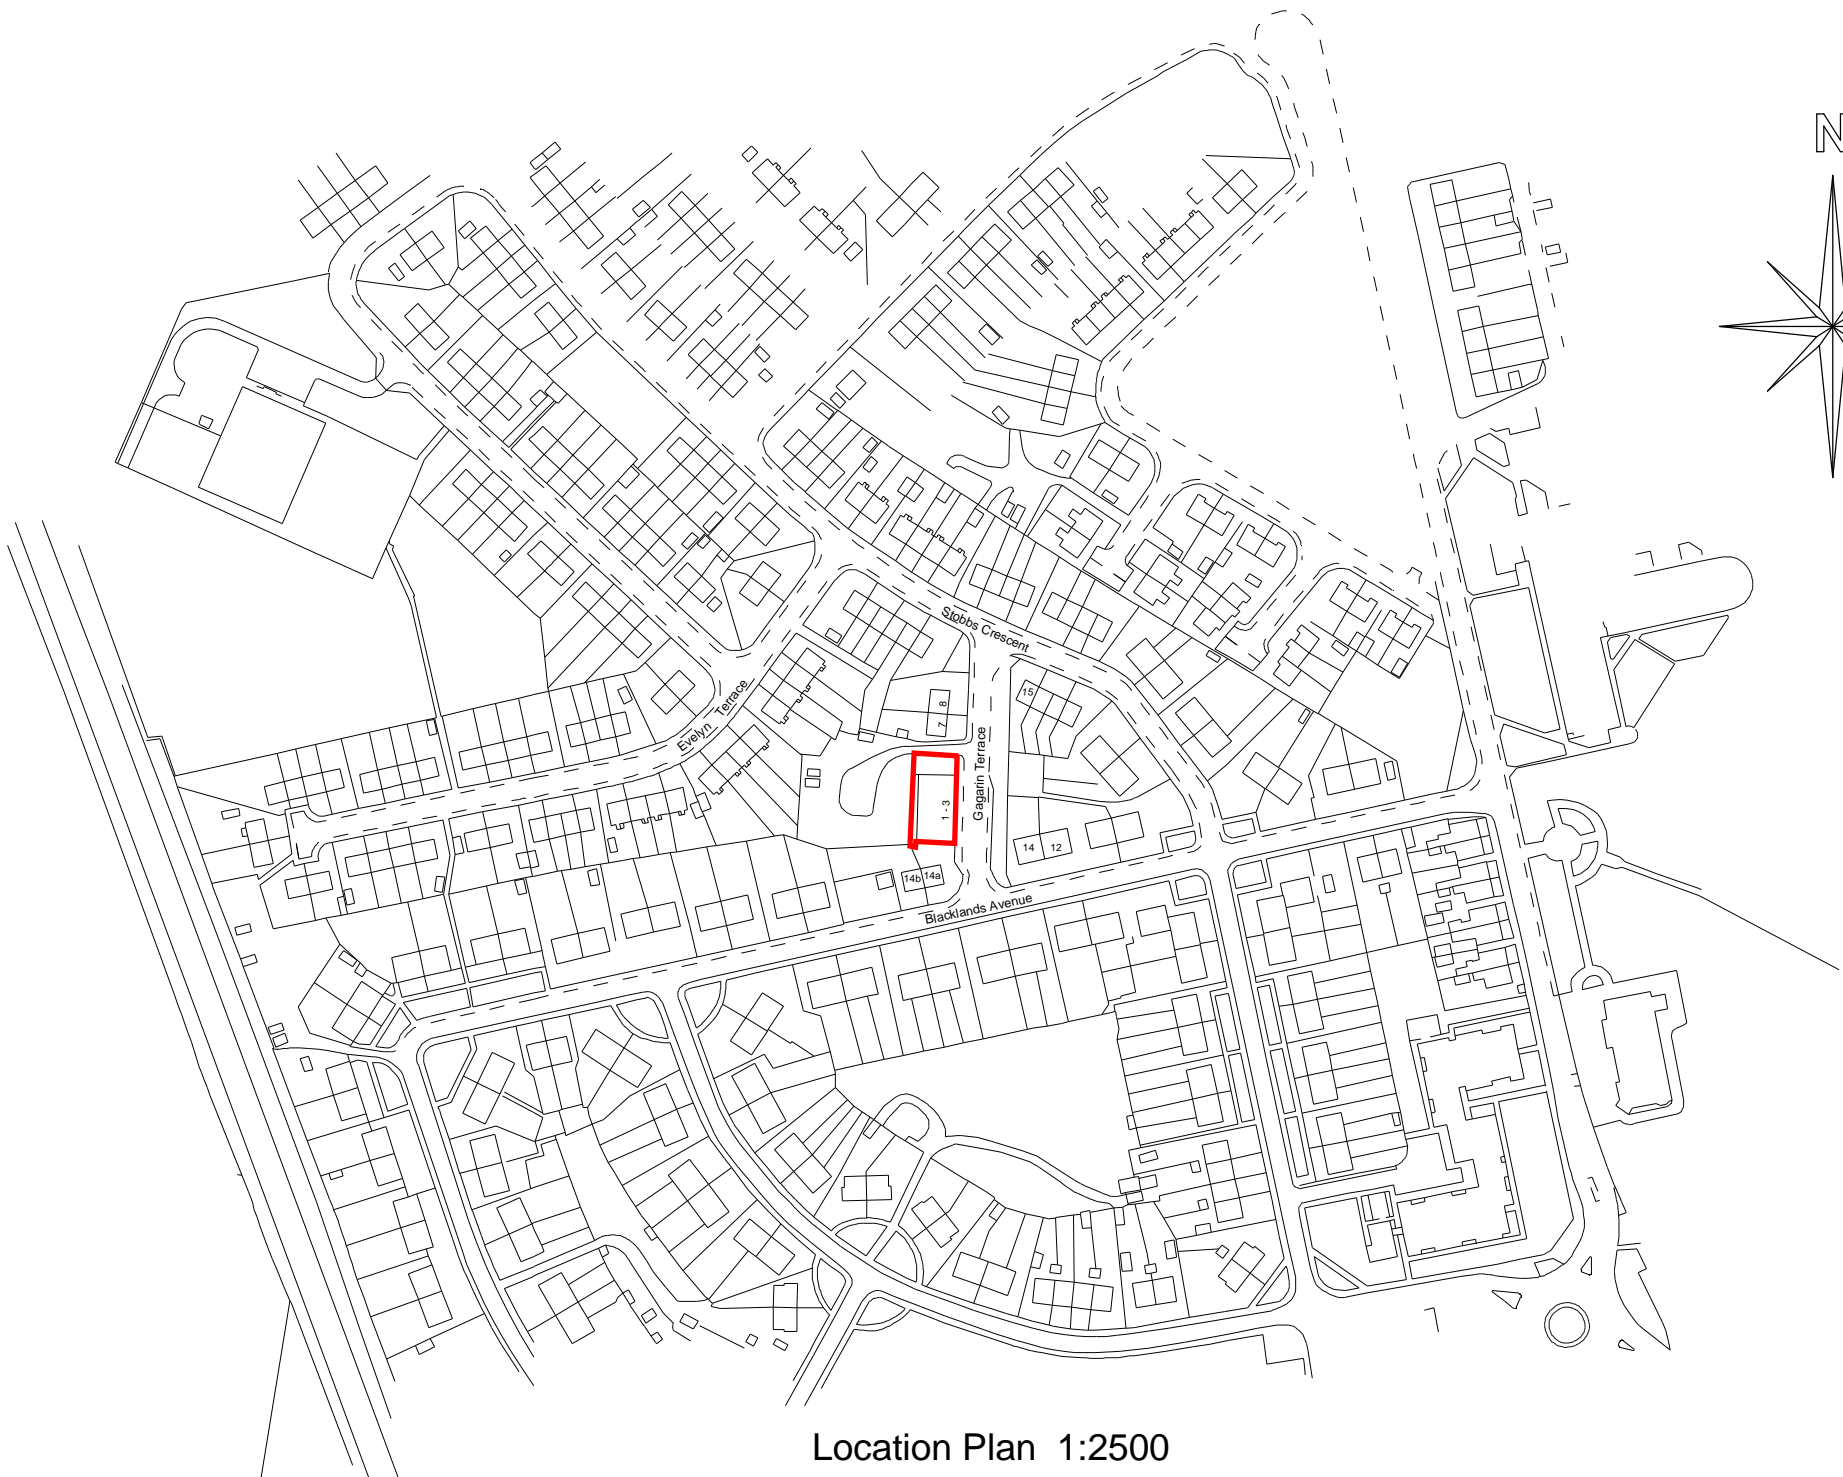 N
Stobbs Crescent
Evelyn Terrace
15
8
7
Gagarin Terrace
1 - 3
14
12
14b
14a
Blacklands Avenue
Location Plan 1:2500